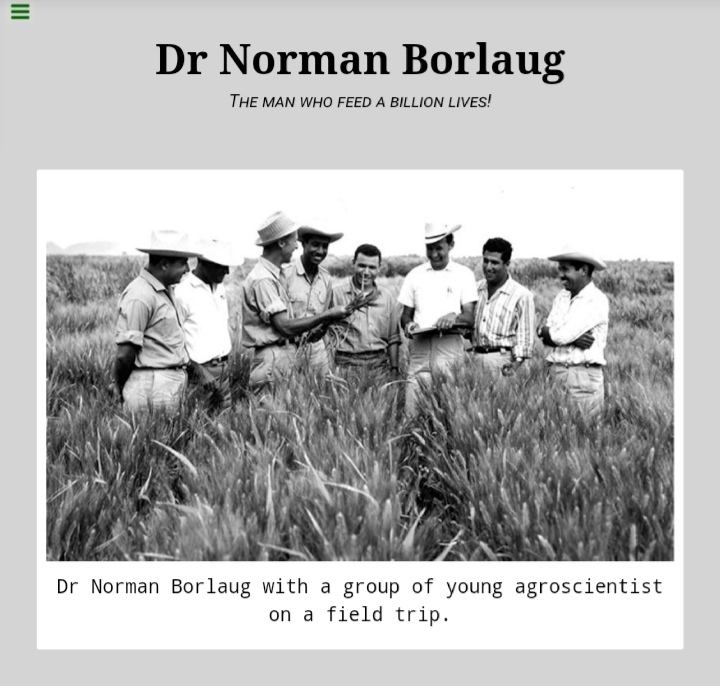 Dr Norman Borlaug
The man who feed a billion lives!
Dr Norman Borlaug with a group of young agroscientist
on a field trip.